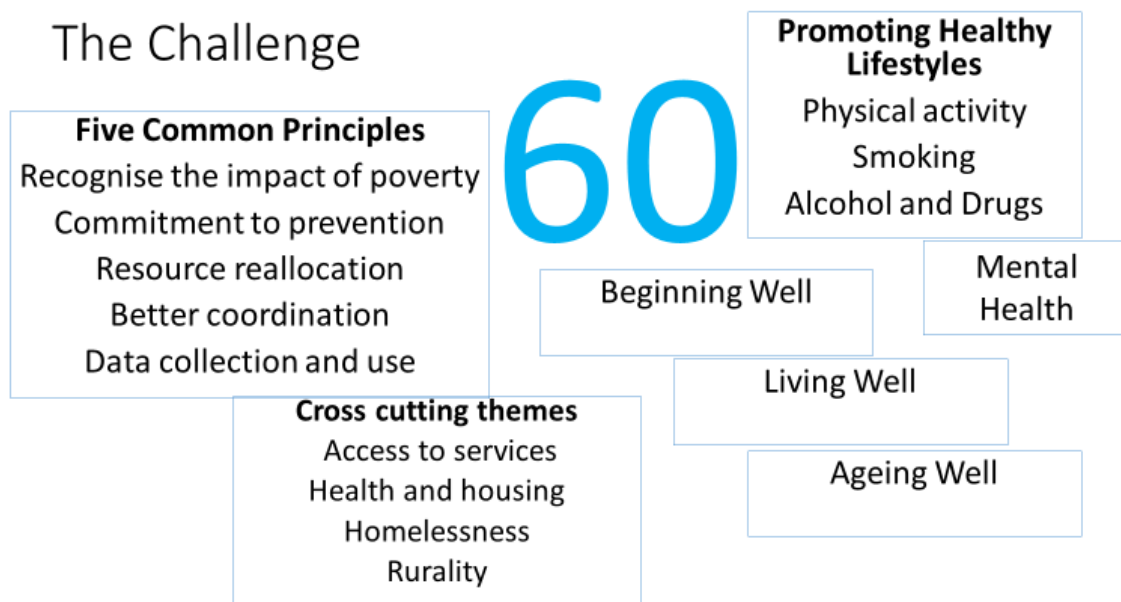 The Challenge
Five Common Principles
Recognise the impact of poverty
Commitment to prevention
Resource reallocation
Better coordination
Data collection and use
Cross cutting themes
Access to services
Health and housing
Homelessness
Rurality
60
Promoting Healthy
Lifestyles
Physical activity
Smoking
Alcohol and Drugs
Mental
Health
Beginning Well
Living Well
Ageing Well